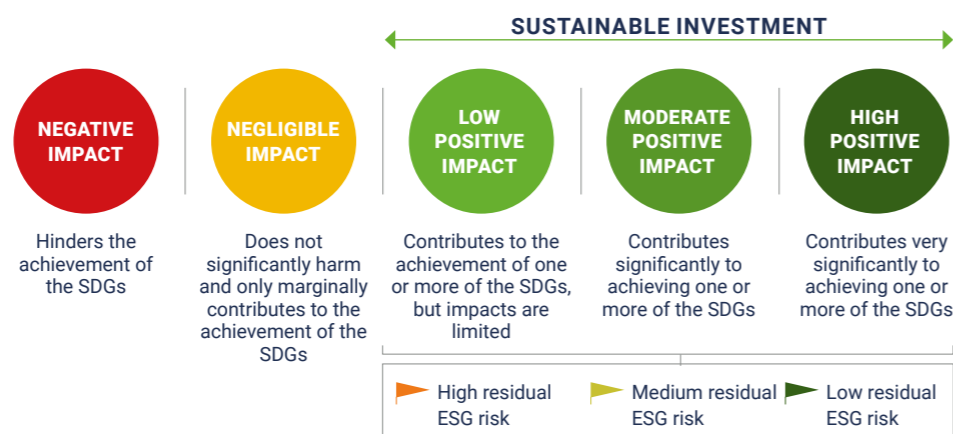 SUSTAINABLE INVESTMENT
NEGATIVE
IMPACT
NEGLIGIBLE
IMPACT
LOW
POSITIVE
IMPACT
MODERATE
POSITIVE
IMPACT
HIGH
POSITIVE
IMPACT
Hinders the
achievement of
the SDGs
Does not
significantly harm
and only marginally
contributes to the
achievement of the
SDGs
Contributes to the
achievement of one
or more of the SDGs,
but impacts are
limited
Contributes
significantly to
achieving one or
more of the SDGs
Contributes very
significantly to
achieving one or
more of the SDGs
High residual
ESG risk
Medium residual
ESG risk
Low residual
ESG risk